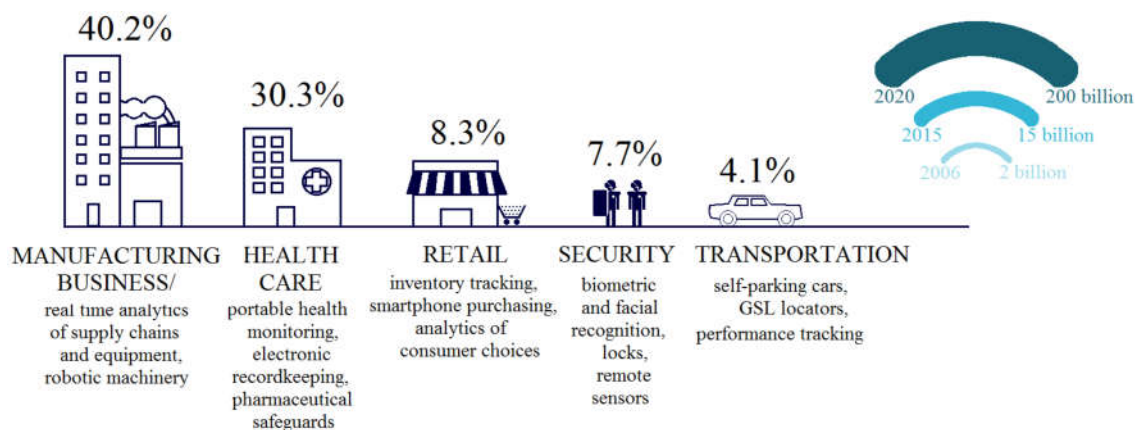 40.2%
30.3%
8.3%
7.7%
4.1%
2020
200 billion
2015
15 billion
2006
2 billion
MANUFACTURING
BUSINESS/
real time analytics
of supply chains
and equipment,
robotic machinery
HEALTH
CARE
portable health
monitoring,
electronic
recordkeeping,
pharmaceutical
safeguards
RETAIL
inventory tracking,
smartphone purchasing,
analytics of
consumer choices
SECURITY
biometric
and facial
recognition,
locks,
remote
sensors
TRANSPORTATION
self-parking cars,
GSL locators,
performance tracking